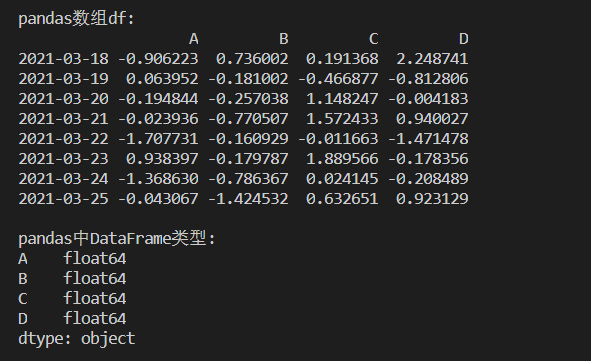 pandas数组df:
A B C D
2021-03-18 -0.906223 0.736002 0.191368 2.248741
2021-03-19 0.063952 -0.181002 -0.466877 -0.812806
2021-03-20 -0.194844 -0.257038 1.148247 -0.004183
2021-03-21 -0.023936 -0.770507 1.572433 0.940027
2021-03-22 -1.707731 -0.160929 -0.011663 -1.471478
2021-03-23 0.938397 -0.179787 1.889566 -0.178356
2021-03-24 -1.368630 -0.786367 0.024145 -0.208489
2021-03-25 -0.043067 -1.424532 0.632651 0.923129
pandas中DataFrame类型:
A float64
B float64
C float64
D float64
dtype: object